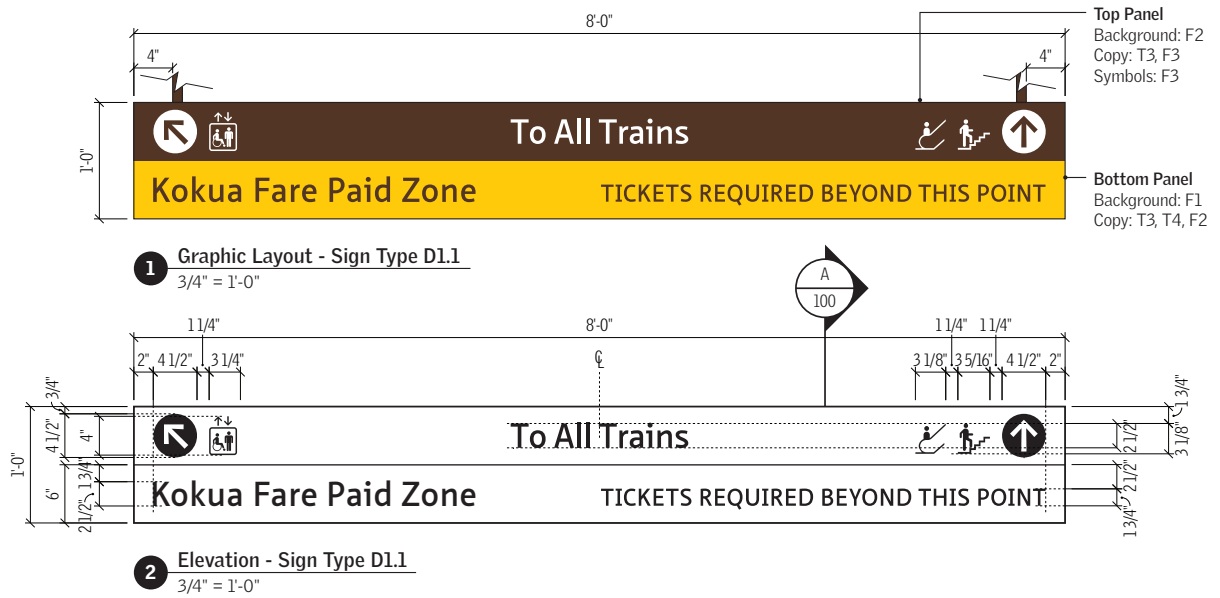 8'-0"
4"
4"
Top Panel
Background: F2
Copy: T3, F3
Symbols: F3
1'-0"
To All Trains
Kokua Fare Paid Zone TICKETS REQUIRED BEYOND THIS POINT
Bottom Panel
Background: F1
Copy: T3, T4, F2
1 Graphic Layout - Sign Type D1.1
3/4" = 1'-0"
A
100
1 1/4" 8'-0" 1 1/4" 1 1/4"
2" 4 1/2" 3 1/4" CL 3 1/8" 3 5/16" 4 1/2" 2"
3/4"
4 1/2"
4"
1'-0"
6"
1 3/4"
2 1/2"
To All Trains
Kokua Fare Paid Zone TICKETS REQUIRED BEYOND THIS POINT
1 3/4"
2 1/2"
3 1/8"
2 1/2"
1 3/4"
2 Elevation - Sign Type D1.1
3/4" = 1'-0"